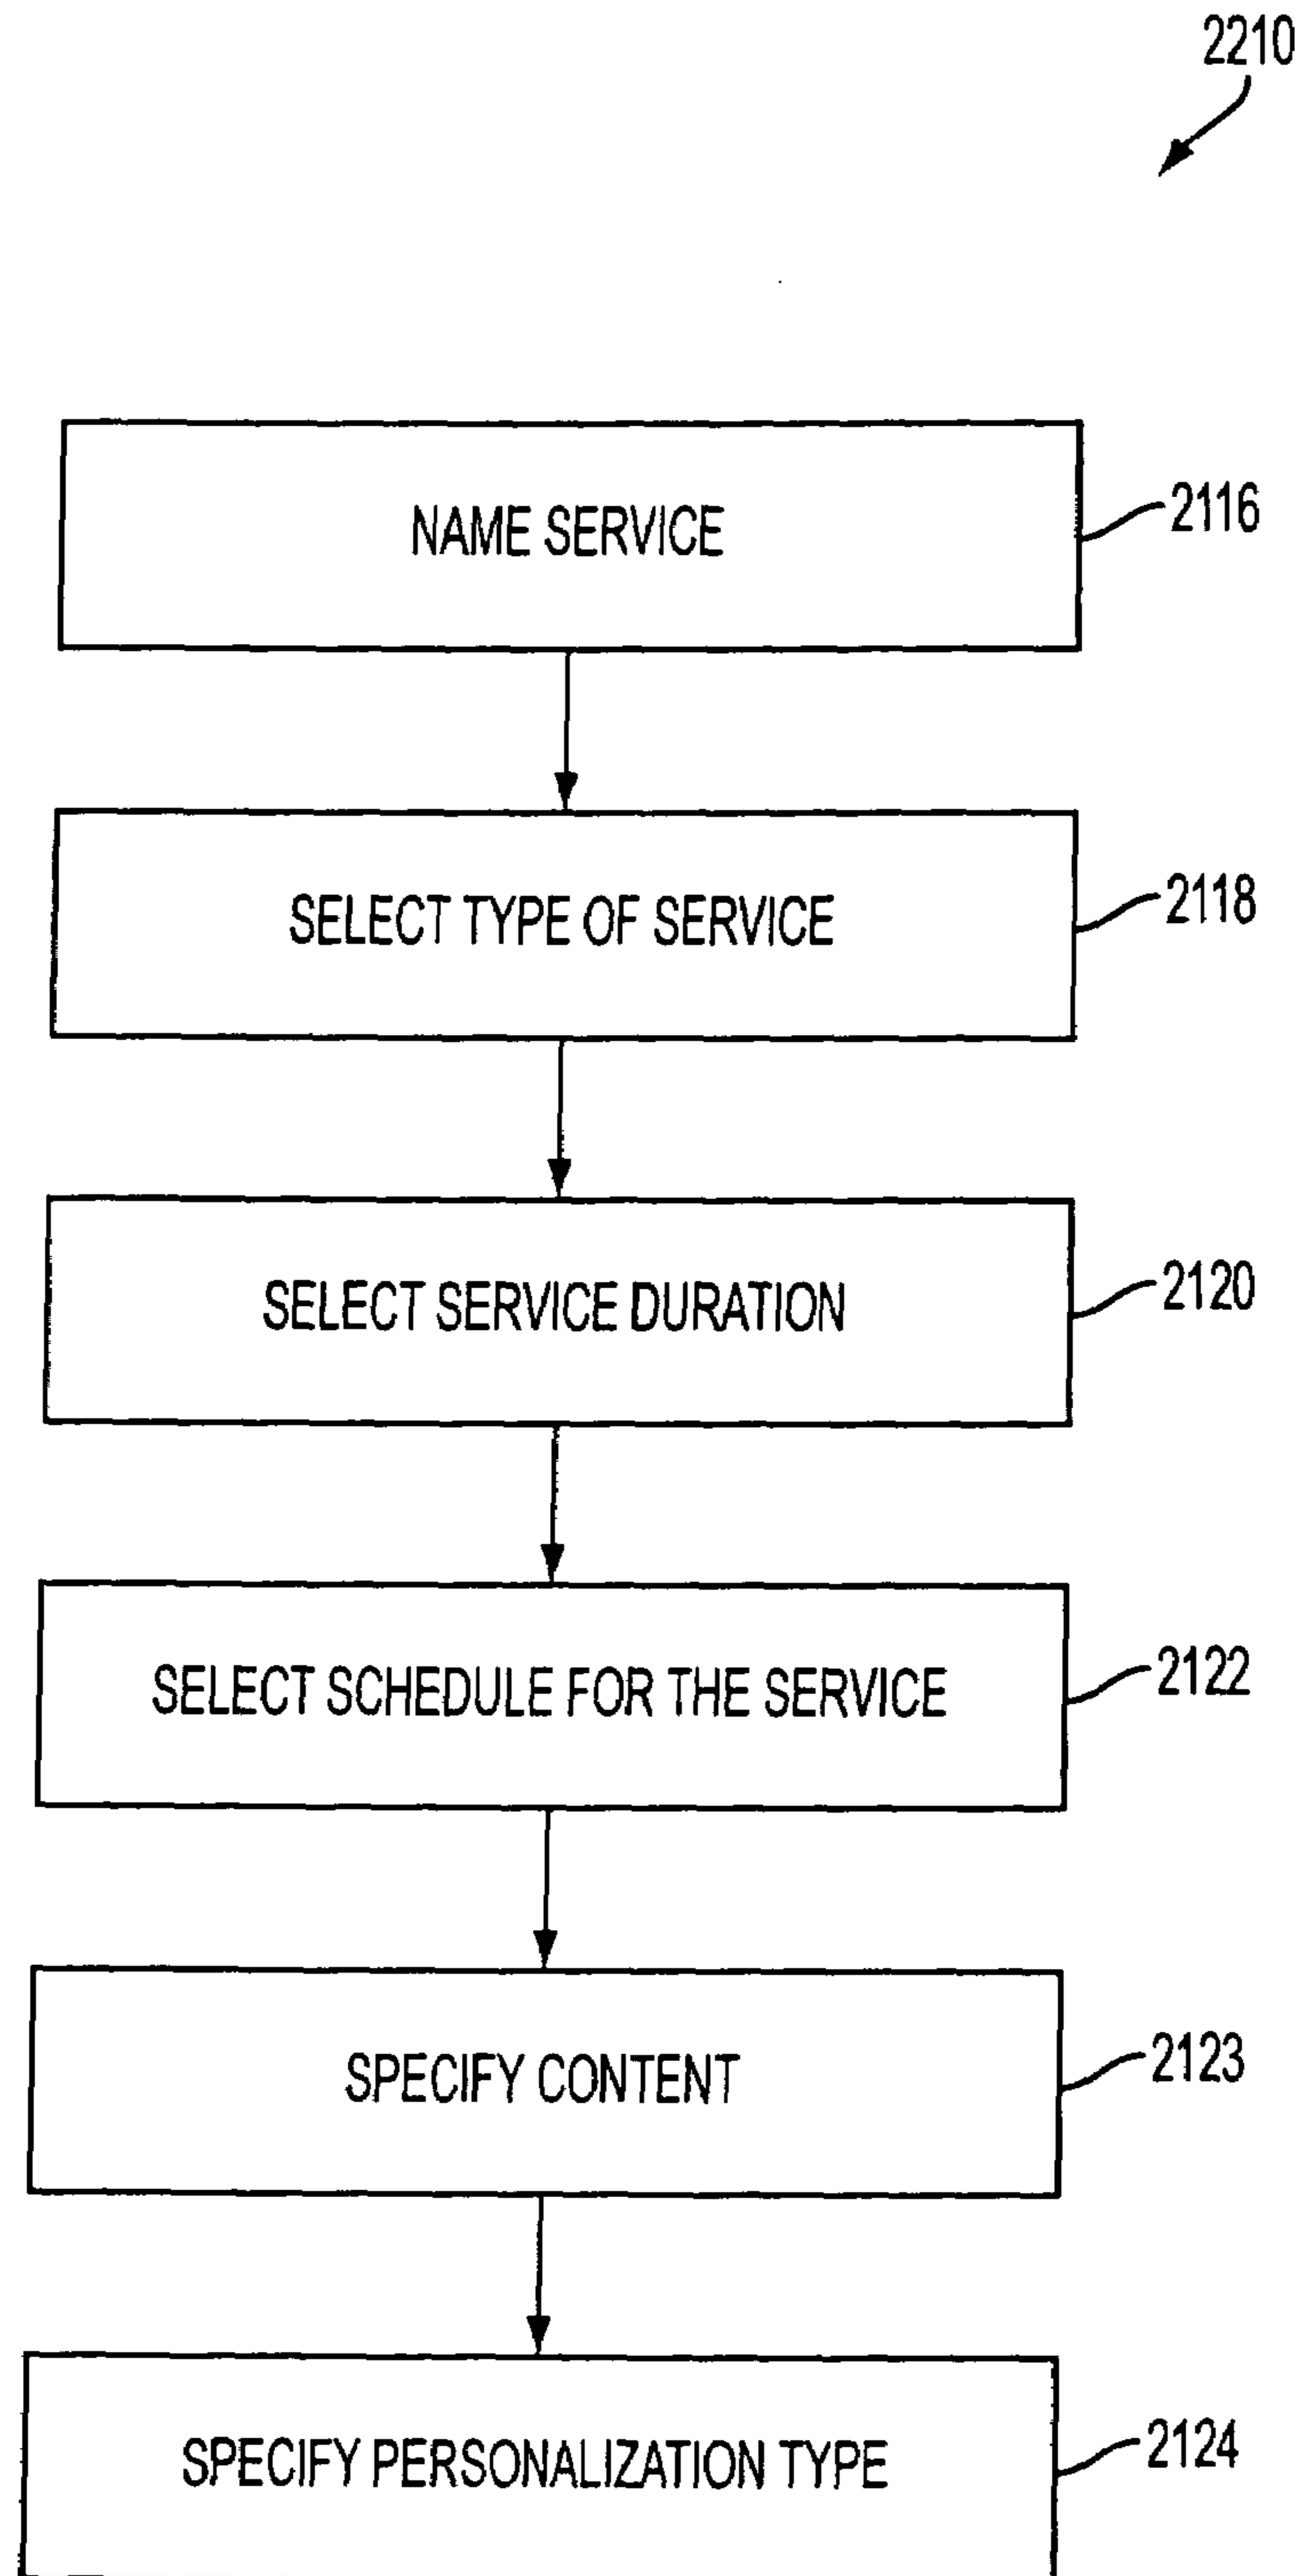 2210
NAME SERVICE
2116
SELECT TYPE OF SERVICE
2118
SELECT SERVICE DURATION
2120
SELECT SCHEDULE FOR THE SERVICE
2122
SPECIFY CONTENT
2123
SPECIFY PERSONALIZATION TYPE
2124